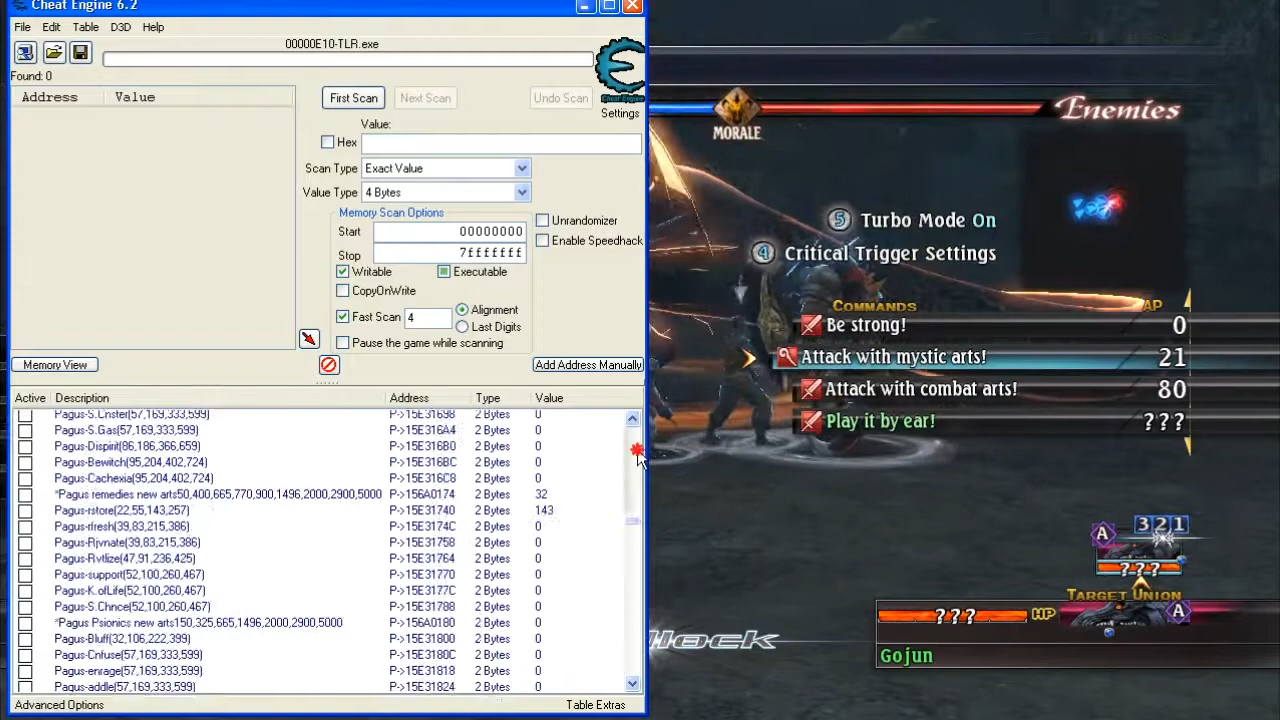 Cheat Engine 6.2
File Edit Table D3D Help
00000E10-TLR.exe
Found: 0
Address Value
First Scan Next Scan Undo Scan
Cheat Engine
Settings
Value:
Hex
Scan Type Exact Value
Value Type 4 Bytes
Memory Scan Options
Start 00000000
Stop 7fffffff
Unrandomizer
Enable Speedhack
Writable Executable
CopyOnWrite
Fast Scan 4 Alignment
Last Digits
Pause the game while scanning
Memory View Add Address Manually
Active Description Address Type Value
Pagus-S.Cnster(57,169,333,599) P->15E31698 2 Bytes 0
Pagus-S.Gas(57,169,333,599) P->15E316A4 2 Bytes 0
Pagus-Dispirit(86,186,366,659) P->15E316B0 2 Bytes 0
Pagus-Bewitch(95,204,402,724) P->15E316BC 2 Bytes 0
Pagus-Cachexia(95,204,402,724) P->15E316C8 2 Bytes 0
*Pagus remedies new arts50,400,665,770,900,1496,2000,2900,5000 P->156A0174 2 Bytes 32
Pagus-rstore(22,55,143,257) P->15E31740 2 Bytes 143
Pagus-rfresh(39,83,215,386) P->15E3174C 2 Bytes 0
Pagus-Rjvnate(39,83,215,386) P->15E31758 2 Bytes 0
Pagus-Rvtlize(47,91,236,425) P->15E31764 2 Bytes 0
Pagus-support(52,100,260,467) P->15E31770 2 Bytes 0
Pagus-K.ofLife(52,100,260,467) P->15E3177C 2 Bytes 0
Pagus-S.Chnce(52,100,260,467) P->15E31788 2 Bytes 0
*Pagus Psionics new arts150,325,665,1496,2000,2900,5000 P->156A0180 2 Bytes 0
Pagus-Bluff(32,106,222,399) P->15E31800 2 Bytes 0
Pagus-Cnfuse(57,169,333,599) P->15E3180C 2 Bytes 0
Pagus-enrage(57,169,333,599) P->15E31818 2 Bytes 0
Pagus-addle(57,169,333,599) P->15E31824 2 Bytes 0
Advanced Options Table Extras
Enemies
MORALE
5 Turbo Mode On
4 Critical Trigger Settings
Commands AP
Be strong! 0
Attack with mystic arts! 21
Attack with combat arts! 80
Play it by ear! ???
A 3 2 1
???
Target Union
??? HP A
Gojun